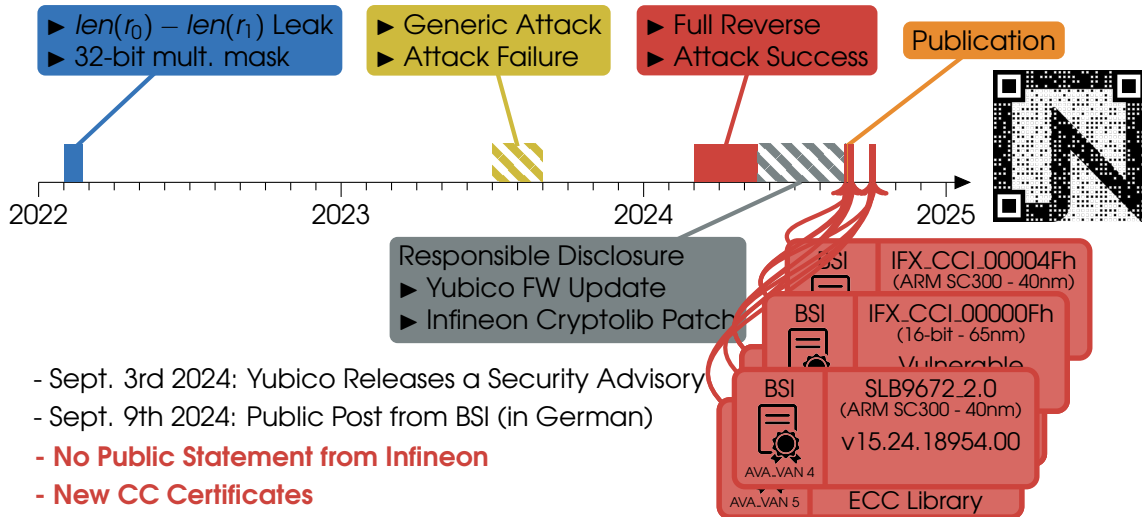 ► len(r₀) − len(r₁) Leak
► 32-bit mult. mask
► Generic Attack
► Attack Failure
► Full Reverse
► Attack Success
Publication
2022
2023
2024
2025
Responsible Disclosure
► Yubico FW Update
► Infineon Cryptolib Patch
BSI
IFX_CCI_00004Fh
(ARM SC300 - 40nm)
BSI
IFX_CCI_00000Fh
(16-bit - 65nm)
Vulnerable
BSI
SLB9672_2.0
(ARM SC300 - 40nm)
v15.24.18954.00
AVA_VAN 4
AVA_VAN 5
ECC Library
- Sept. 3rd 2024: Yubico Releases a Security Advisory
- Sept. 9th 2024: Public Post from BSI (in German)
- No Public Statement from Infineon
- New CC Certificates